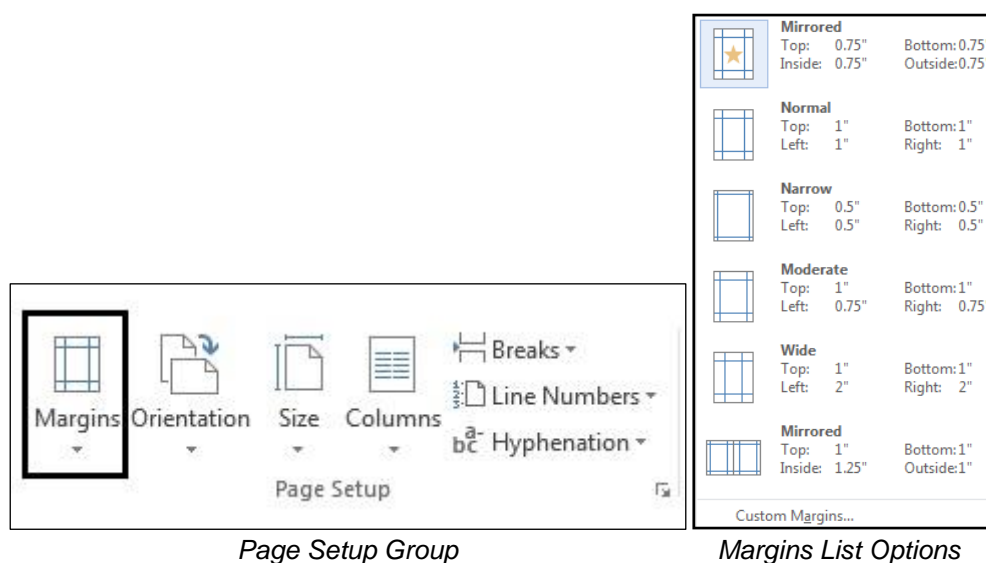 Mirrored
Top: 0.75" Bottom: 0.75"
Inside: 0.75" Outside: 0.75
Normal
Top: 1" Bottom: 1"
Left: 1" Right: 1"
Narrow
Top: 0.5" Bottom: 0.5"
Left: 0.5" Right: 0.5"
Moderate
Top: 1" Bottom: 1"
Left: 0.75" Right: 0.75
Wide
Top: 1" Bottom: 1"
Left: 2" Right: 2"
Mirrored
Top: 1" Bottom: 1"
Inside: 1.25" Outside: 1"
Custom Margins...
Margins Orientation Size Columns
Breaks
Line Numbers
Hyphenation
Page Setup
Page Setup Group
Margins List Options